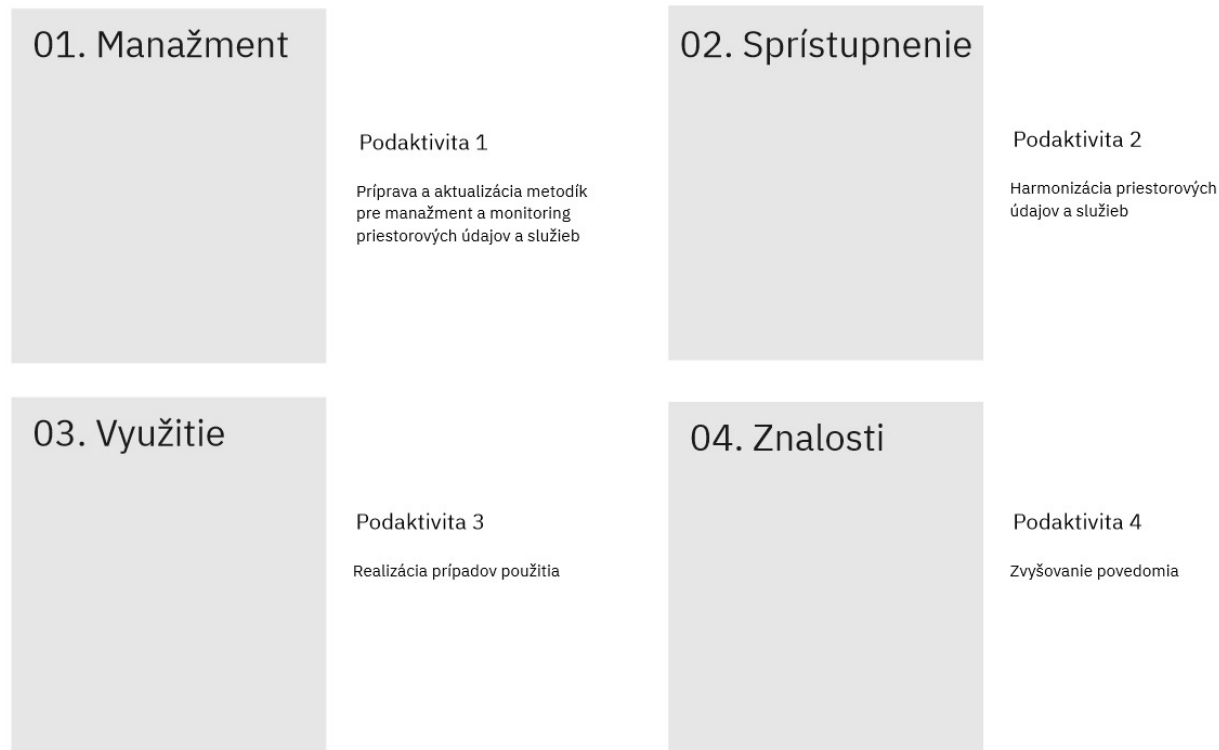 01. Manažment
Podaktivita 1
Príprava a aktualizácia metodík
pre manažment a monitoring
priestorových údajov a služieb
02. Sprístupnenie
Podaktivita 2
Harmonizácia priestorových
údajov a služieb
03. Využitie
Podaktivita 3
Realizácia prípadov použitia
04. Znalosti
Podaktivita 4
Zvyšovanie povedomia